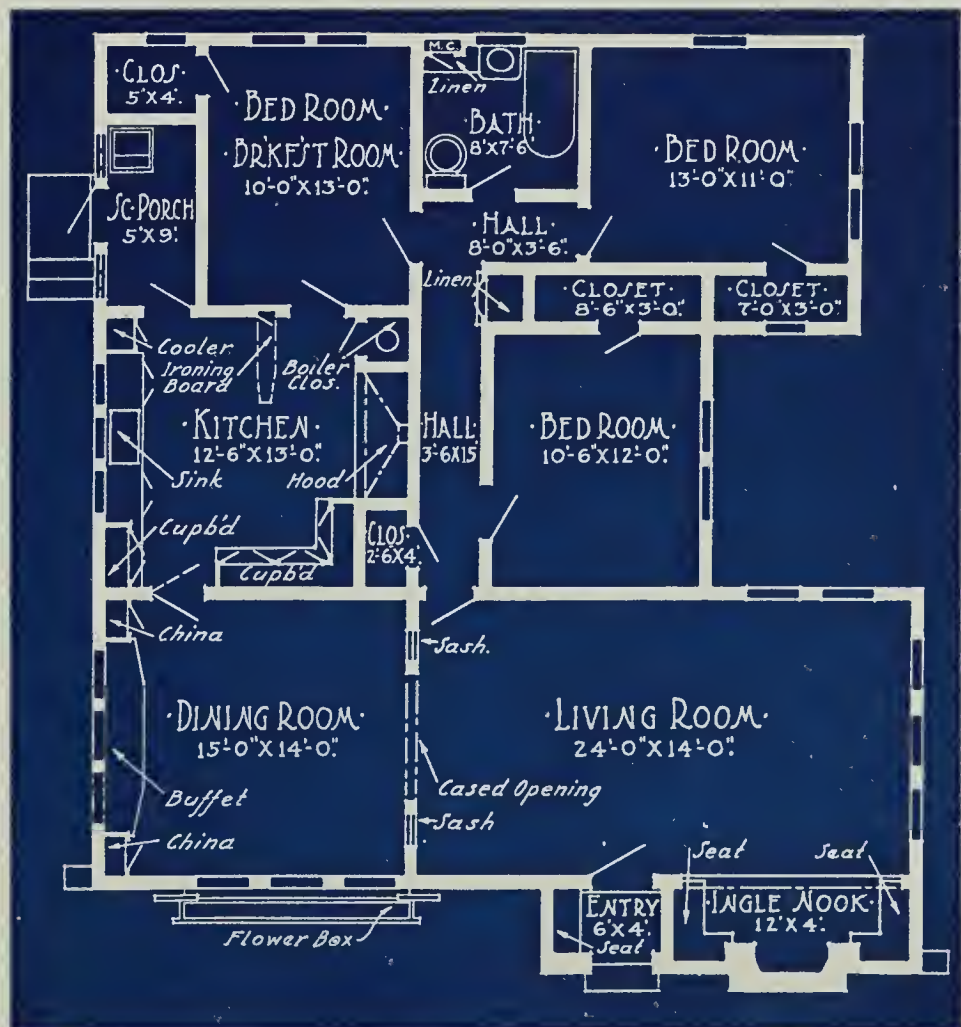 ·CLOS·
5'X4'.
·BED ROOM·
BR'KF'ST ROOM
10'-0"X13'-0".
M.C.
Linen
·BATH·
8'X7'-6"
·BED ROOM·
13'-0"X11'-0".
SC·PORCH
5'X9'.
·HALL·
8'-0"X3'-6".
Linen
·CLOSET·
8'-6"X3'-0".
·CLOSET·
7'-0"X3'-0".
Cooler
Ironing
Board
Boiler
Clos.
·KITCHEN·
12'-6"X13'-0".
Sink
Hood
HALL
3'-6X15
·BED ROOM·
10'-6"X12'-0".
Cupb'd
Cupb'd
CLOS·
2'-6X4'.
China
Sash.
·DINING ROOM·
15'-0"X14'-0".
·LIVING ROOM·
24'-0"X14'-0".
Buffet
Cased Opening
China
Sash
Seat
Seat
ENTRY
6'X4'.
Seat
·INGLE NOOK·
12'X4'.
Flower Box